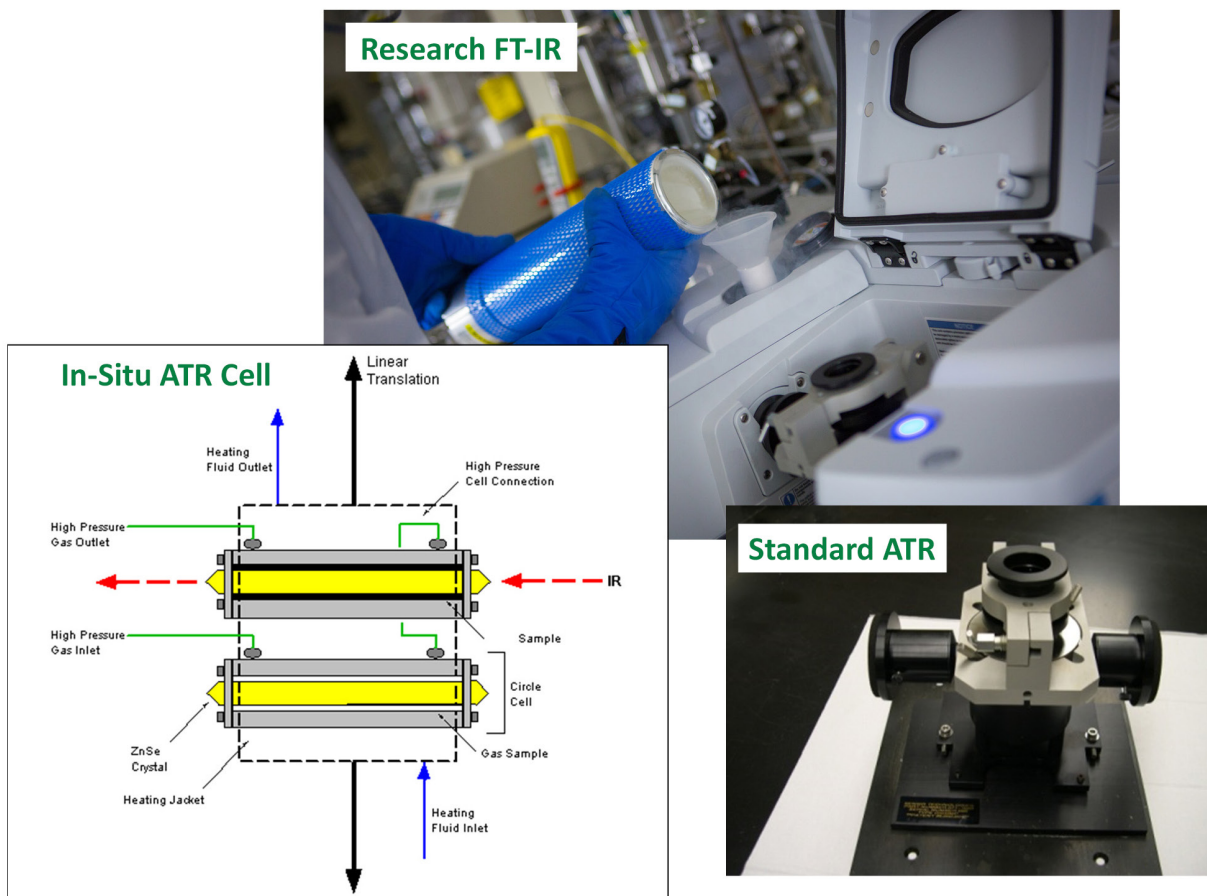 Research FT-IR
NOTICE
In-Situ ATR Cell
Linear
Translation
Heating
Fluid Outlet
High Pressure
Cell Connection
High Pressure
Gas Outlet
IR
Sample
High Pressure
Gas Inlet
Circle
Cell
Gas Sample
ZnSe
Crystal
Heating Jacket
Heating
Fluid Inlet
Standard ATR